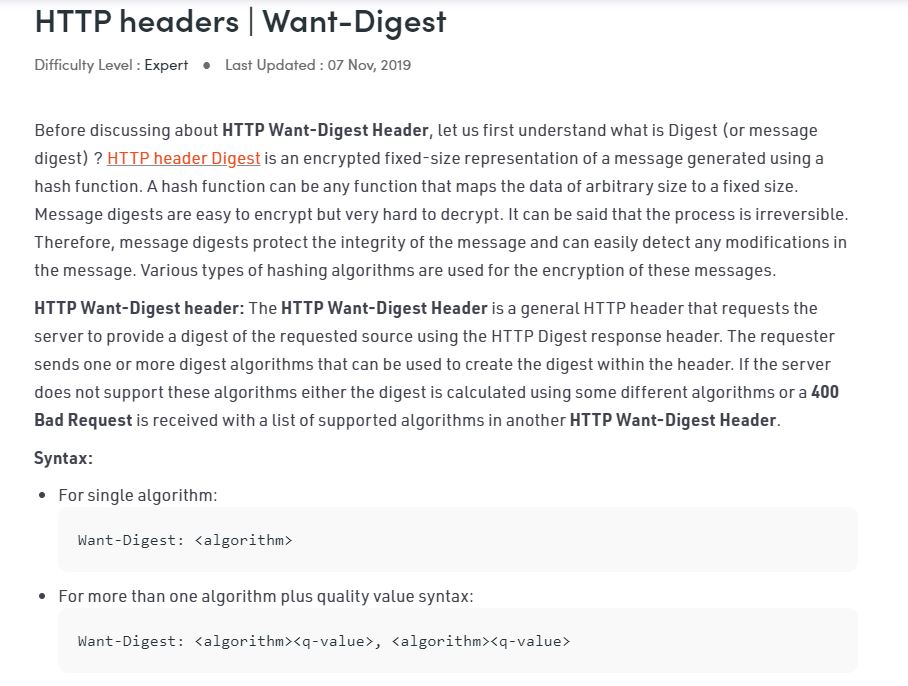 HTTP headers | Want-Digest
Difficulty Level : Expert ● Last Updated : 07 Nov, 2019
Before discussing about HTTP Want-Digest Header, let us first understand what is Digest (or message
digest) ? HTTP header Digest is an encrypted fixed-size representation of a message generated using a
hash function. A hash function can be any function that maps the data of arbitrary size to a fixed size.
Message digests are easy to encrypt but very hard to decrypt. It can be said that the process is irreversible.
Therefore, message digests protect the integrity of the message and can easily detect any modifications in
the message. Various types of hashing algorithms are used for the encryption of these messages.
HTTP Want-Digest header: The HTTP Want-Digest Header is a general HTTP header that requests the
server to provide a digest of the requested source using the HTTP Digest response header. The requester
sends one or more digest algorithms that can be used to create the digest within the header. If the server
does not support these algorithms either the digest is calculated using some different algorithms or a 400
Bad Request is received with a list of supported algorithms in another HTTP Want-Digest Header.
Syntax:
• For single algorithm:
Want-Digest: <algorithm>
• For more than one algorithm plus quality value syntax:
Want-Digest: <algorithm><q-value>, <algorithm><q-value>